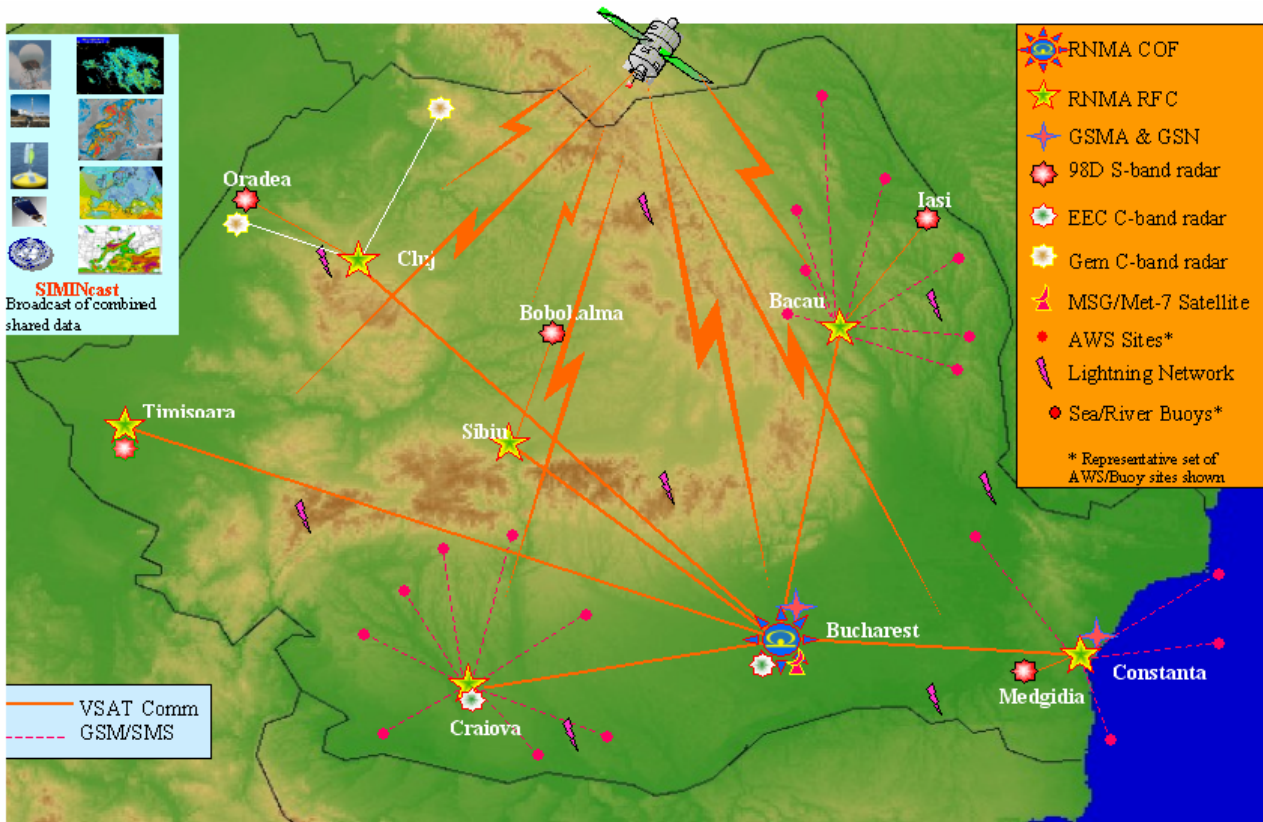 SIMINcast
Broadcast of combined
shared data
Oradea
Cluj
Bobohalma
Iasi
Bacau
Timisoara
Sibiu
Bucharest
Craiova
Medgidia
Constanta
RNMA COF
RNMA RFC
GSMA & GSN
98D S-band radar
EEC C-band radar
Gem C-band radar
MSG/Met-7 Satellite
AWS Sites*
Lightning Network
Sea/River Buoys*
* Representative set of
AWS/Buoy sites shown
VSAT Comm
GSM/SMS